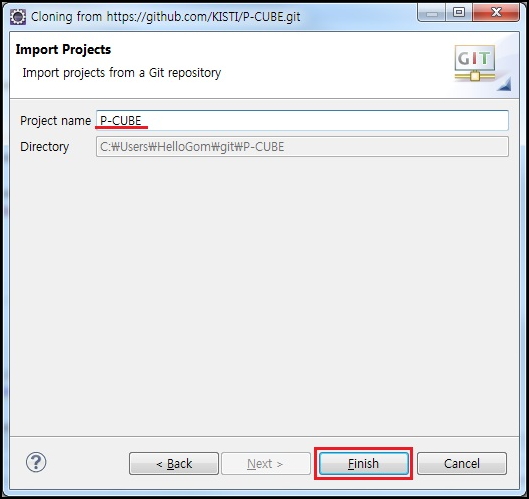 Cloning from https://github.com/KISTI/P-CUBE.git
Import Projects
Import projects from a Git repository
GIT
Project name P-CUBE
Directory C:₩Users₩HelloGom₩git₩P-CUBE
?
< Back Next > Finish Cancel